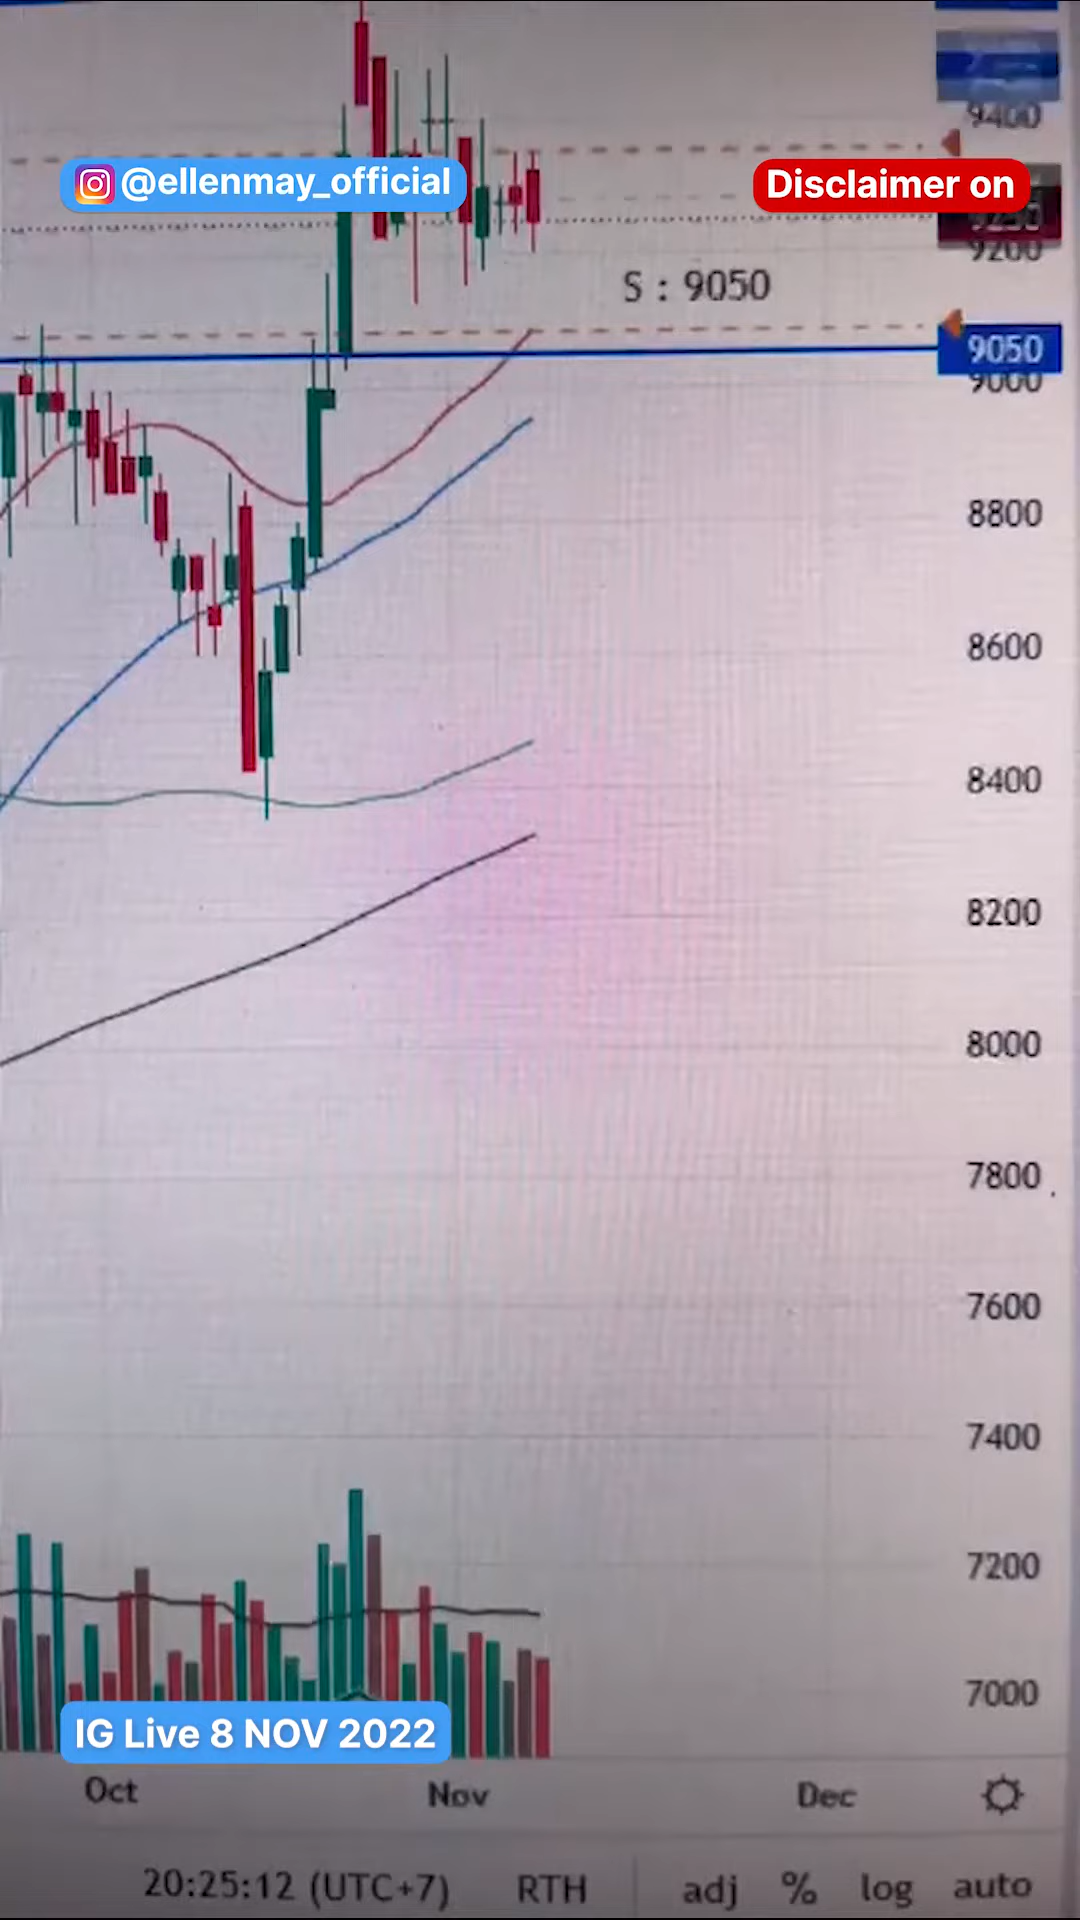 9400
@ellenmay_official
Disclaimer on
9200
S : 9050
9050
9000
8800
8600
8400
8200
8000
7800
7600
7400
7200
7000
IG Live 8 NOV 2022
Oct Nov Dec
20:25:12 (UTC+7) RTH adj % log auto